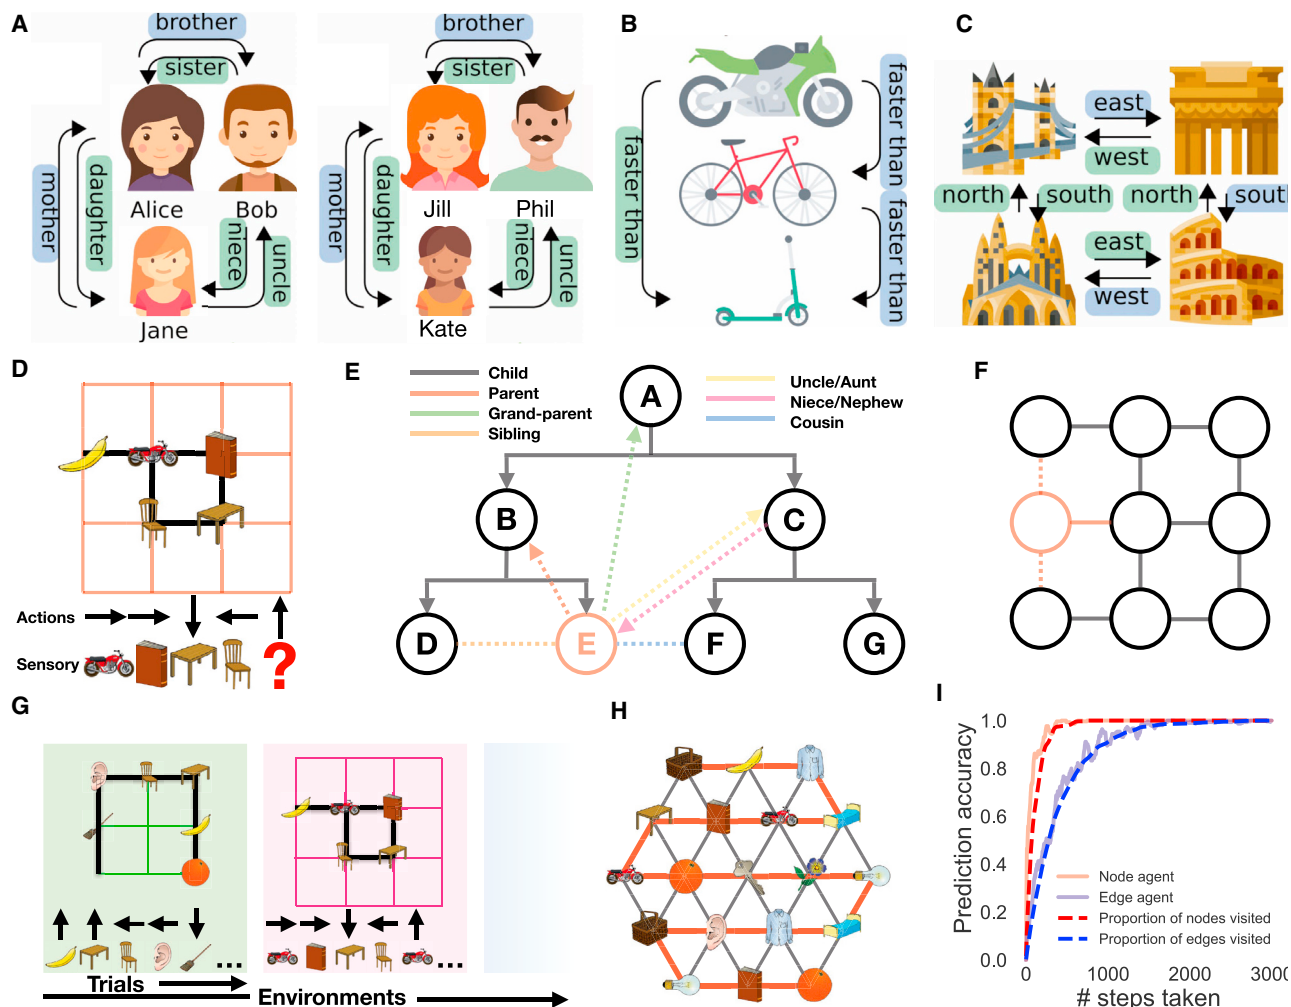 A
brother
sister
mother
daughter
Alice
Bob
niece
uncle
Jane
brother
sister
mother
daughter
Jill
Phil
niece
uncle
Kate
B
faster than
faster than
faster than
C
east
west
north
south
north
sout
east
west
D
Actions
Sensory
?
E
Child
Parent
Grand-parent
Sibling
Uncle/Aunt
Niece/Nephew
Cousin
A
B
C
D
E
F
G
F
G
...
...
Trials
Environments
H
I
Prediction accuracy
1.0
0.8
0.6
0.4
0.2
0.0
Node agent
Edge agent
Proportion of nodes visited
Proportion of edges visited
0
1000
2000
3000
# steps taken